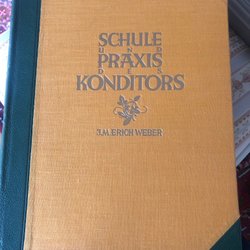 SCHULE
UND
PRAXIS
DES
KONDITORS
J.M. ERICH WEBER